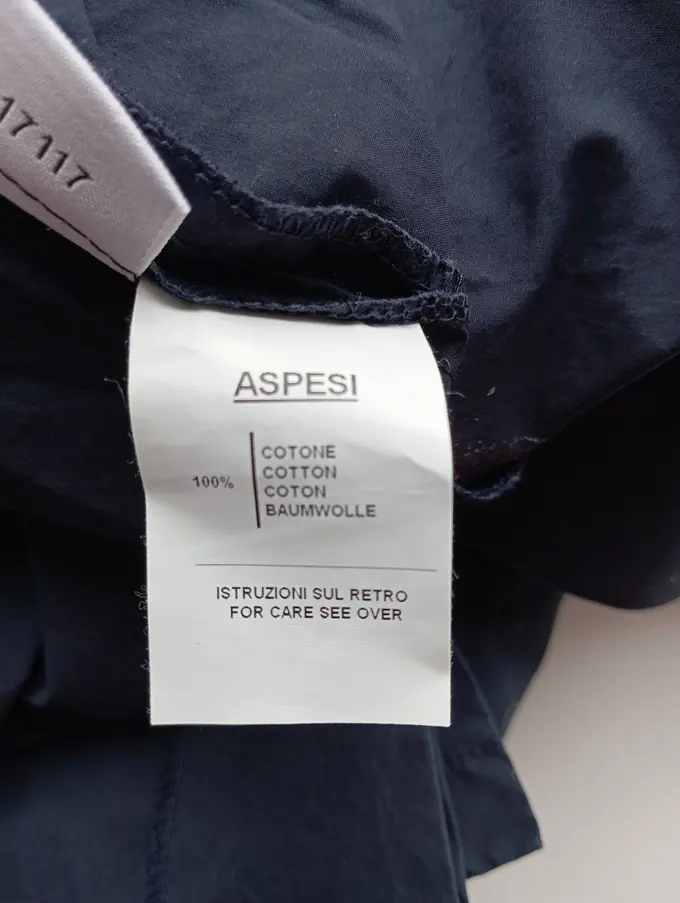 17117
ASPESI
100%
COTONE
COTTON
COTON
BAUMWOLLE
ISTRUZIONI SUL RETRO
FOR CARE SEE OVER